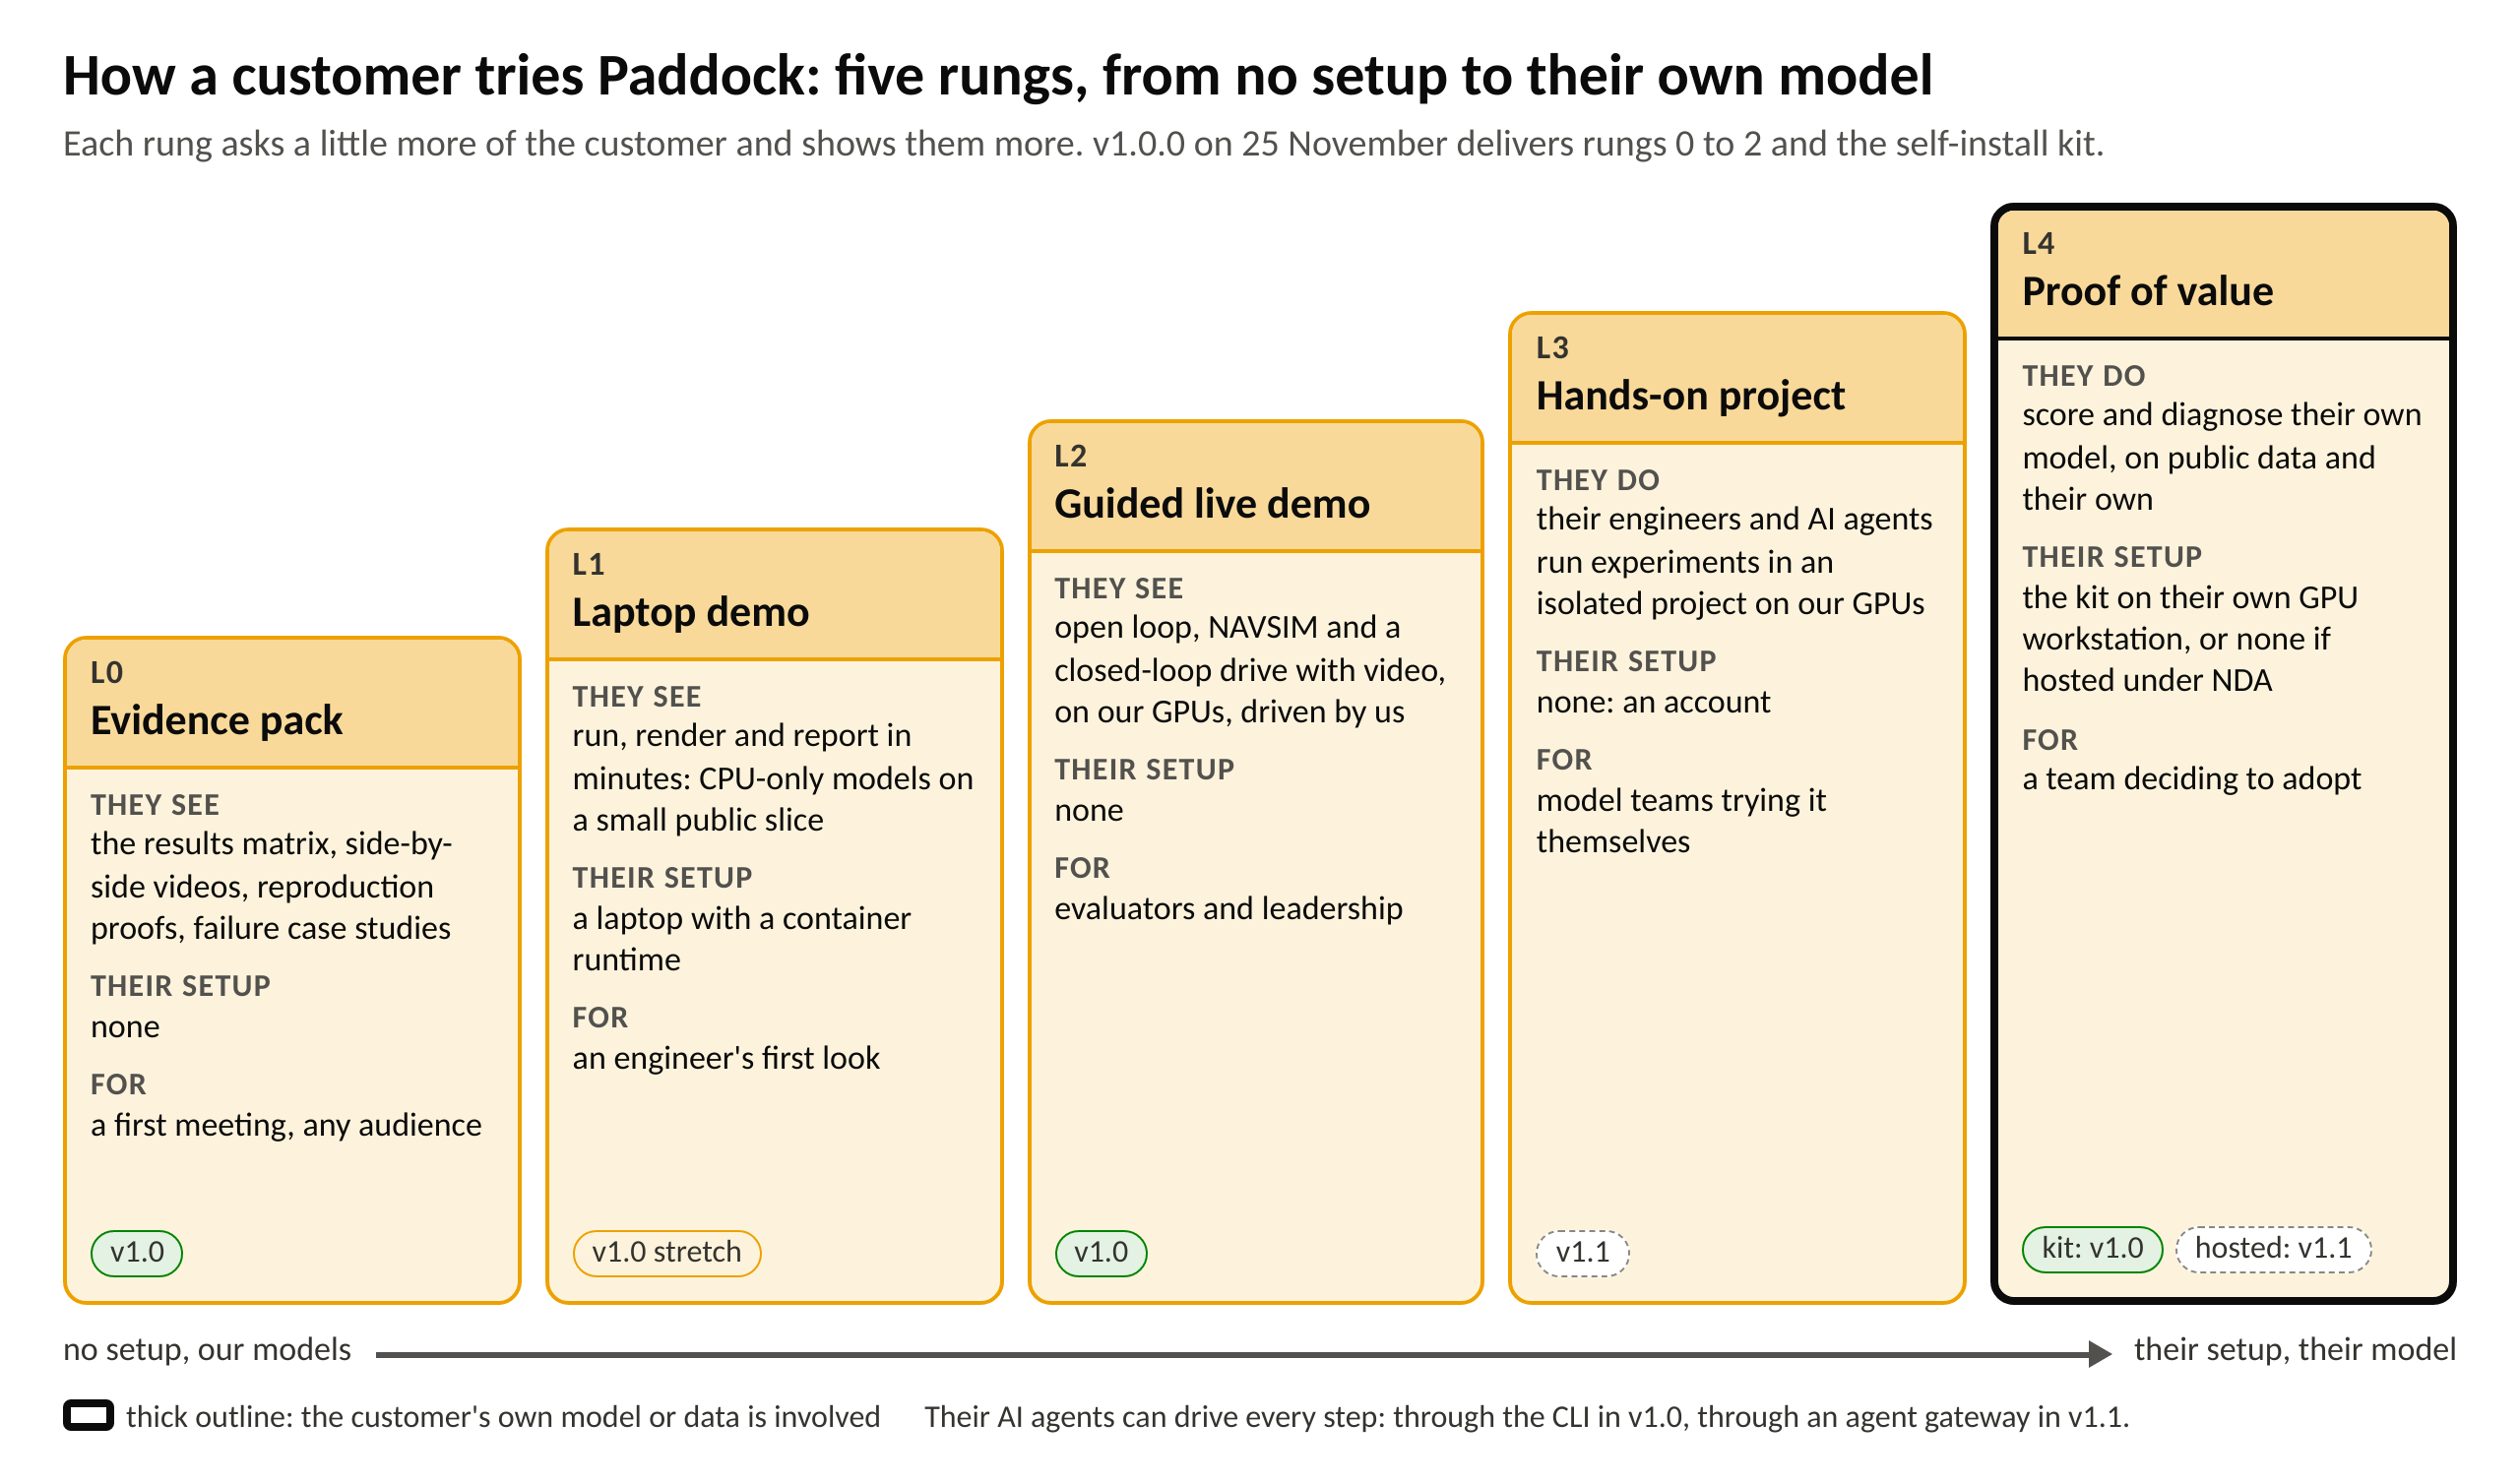 How a customer tries Paddock: five rungs, from no setup to their own model
Each rung asks a little more of the customer and shows them more. v1.0.0 on 25 November delivers rungs 0 to 2 and the self-install kit.
L0
Evidence pack
THEY SEE
the results matrix, side-by-
side videos, reproduction
proofs, failure case studies
THEIR SETUP
none
FOR
a first meeting, any audience
v1.0
L1
Laptop demo
THEY SEE
run, render and report in
minutes: CPU-only models on
a small public slice
THEIR SETUP
a laptop with a container
runtime
FOR
an engineer's first look
v1.0 stretch
L2
Guided live demo
THEY SEE
open loop, NAVSIM and a
closed-loop drive with video,
on our GPUs, driven by us
THEIR SETUP
none
FOR
evaluators and leadership
v1.0
L3
Hands-on project
THEY DO
their engineers and AI agents
run experiments in an
isolated project on our GPUs
THEIR SETUP
none: an account
FOR
model teams trying it
themselves
v1.1
L4
Proof of value
THEY DO
score and diagnose their own
model, on public data and
their own
THEIR SETUP
the kit on their own GPU
workstation, or none if
hosted under NDA
FOR
a team deciding to adopt
kit: v1.0
hosted: v1.1
no setup, our models
their setup, their model
thick outline: the customer's own model or data is involved
Their AI agents can drive every step: through the CLI in v1.0, through an agent gateway in v1.1.